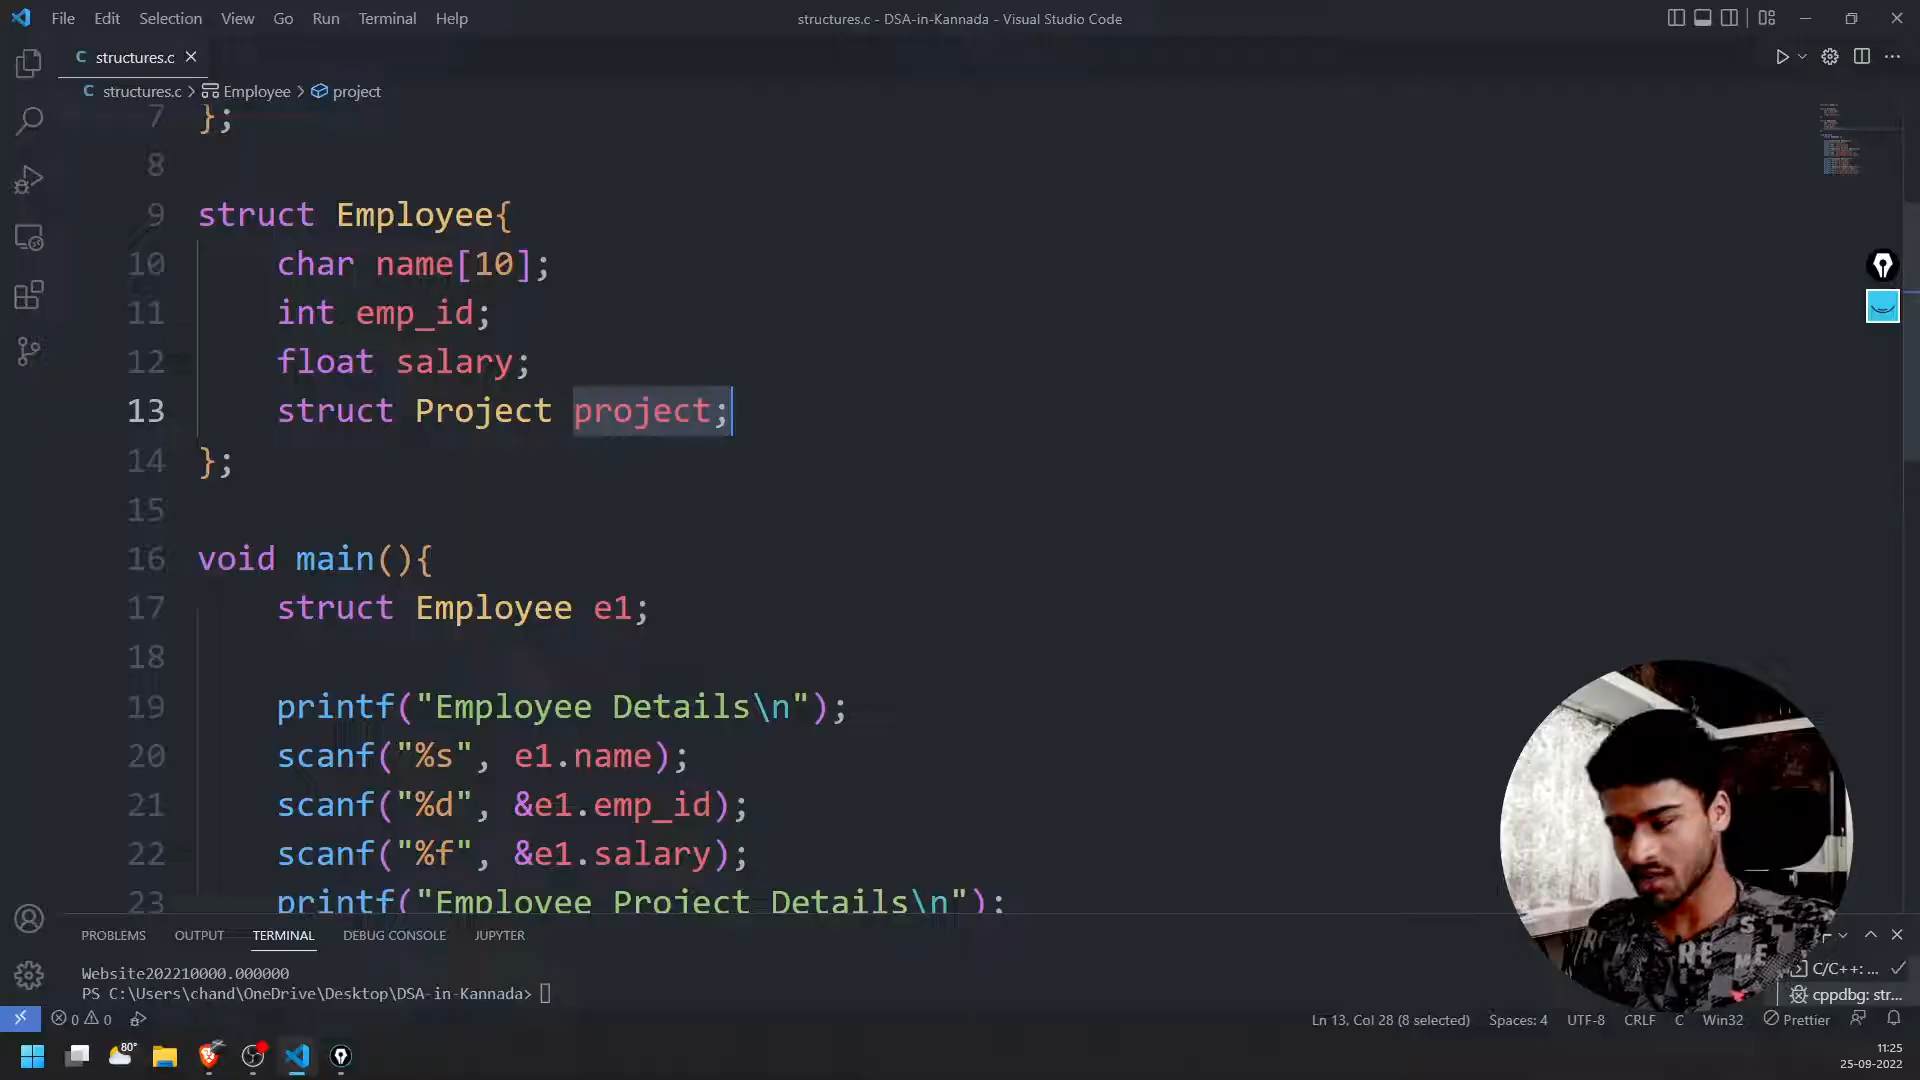 File Edit Selection View Go Run Terminal Help
structures.c - DSA-in-Kannada - Visual Studio Code
C structures.c
C structures.c > Employee > project
7 };
8
9 struct Employee{
10 char name[10];
11 int emp_id;
12 float salary;
13 struct Project project;
14 };
15
16 void main(){
17 struct Employee e1;
18
19 printf("Employee Details\n");
20 scanf("%s", e1.name);
21 scanf("%d", &e1.emp_id);
22 scanf("%f", &e1.salary);
23 printf("Employee Project Details\n");
PROBLEMS OUTPUT TERMINAL DEBUG CONSOLE JUPYTER
Website202210000.000000
PS C:\Users\chand\OneDrive\Desktop\DSA-in-Kannada>
C/C++: ...
cppdbg: str...
0 0
Ln 13, Col 28 (8 selected) Spaces: 4 UTF-8 CRLF C Win32 Prettier
80°
11:25
25-09-2022